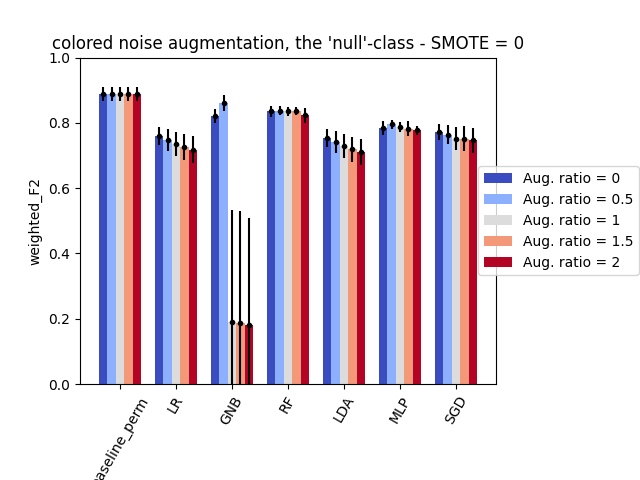 colored noise augmentation, the 'null'-class - SMOTE = 0
1.0
0.8
0.6
0.4
0.2
0.0
weighted_F2
Aug. ratio = 0
Aug. ratio = 0.5
Aug. ratio = 1
Aug. ratio = 1.5
Aug. ratio = 2
aseline_perm
LR
GNB
RF
LDA
MLP
SGD